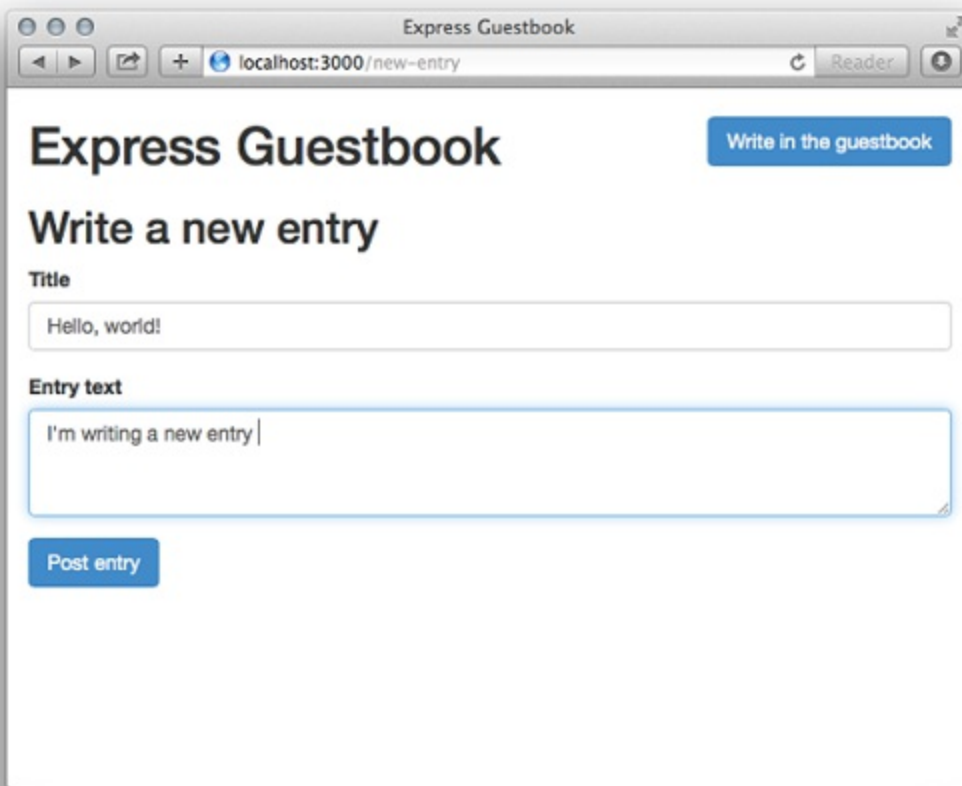 Express Guestbook
localhost:3000/new-entry
Reader
Express Guestbook
Write in the guestbook
Write a new entry
Title
Hello, world!
Entry text
I'm writing a new entry
Post entry